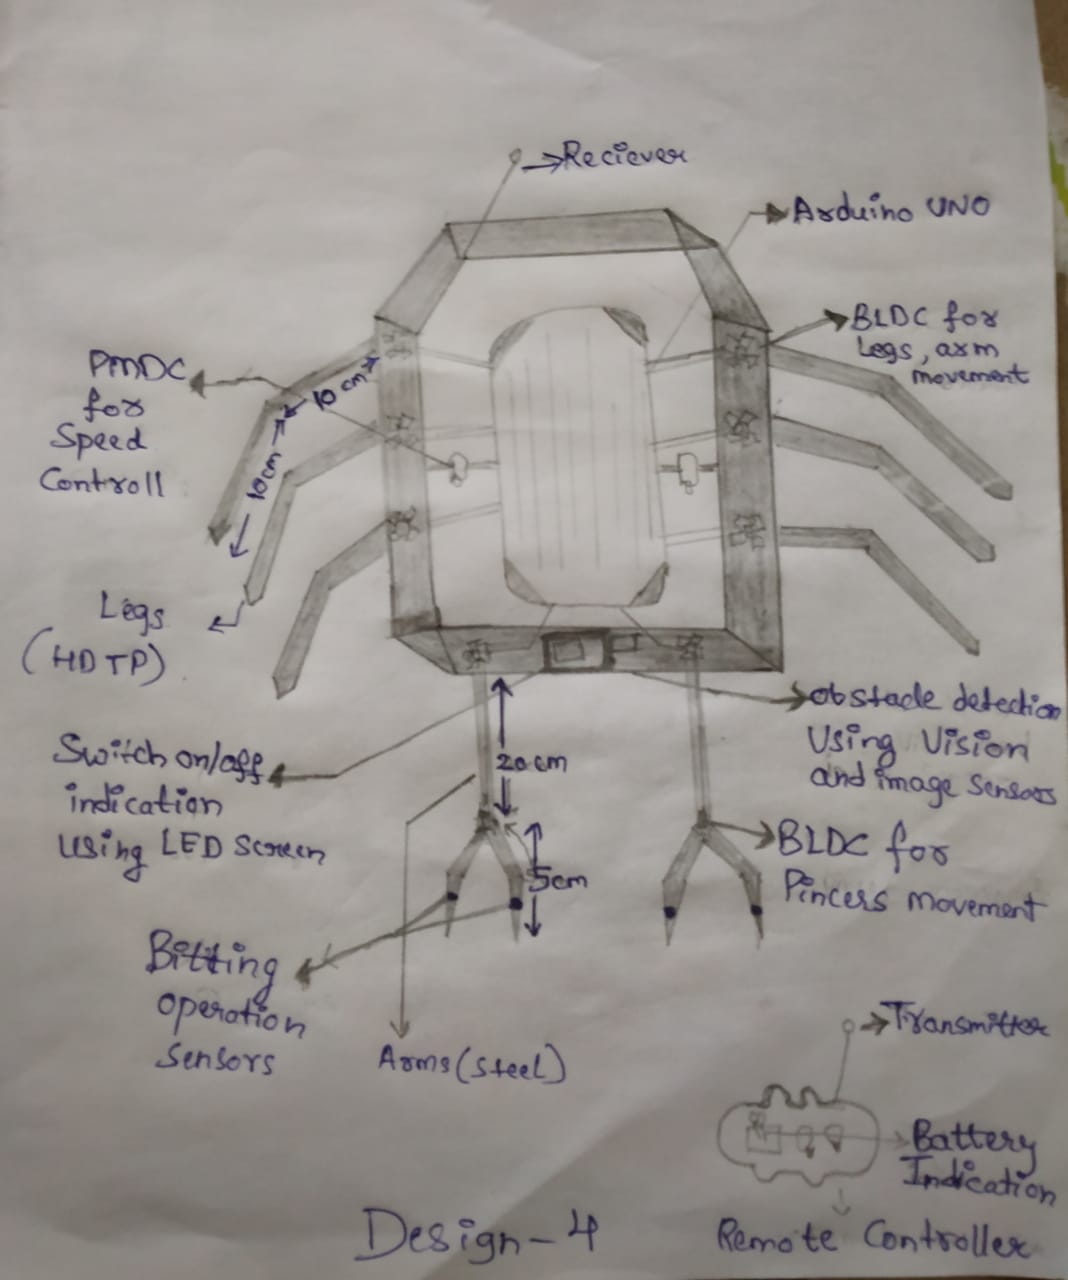 Reciever
Arduino UNO
BLDC for
Legs, arm
movement
PMDC
for
Speed
Controll
10 cm
10cm
Legs
(HDTP)
Switch on/off
indication
Using LED Screen
20 cm
obstacle detection
Using Vision
and image sensors
5cm
BLDC for
Pincers movement
Bitting
operation
Sensors
Arms (steel)
Transmitter
Battery
Indication
Remote Controller
Design-4